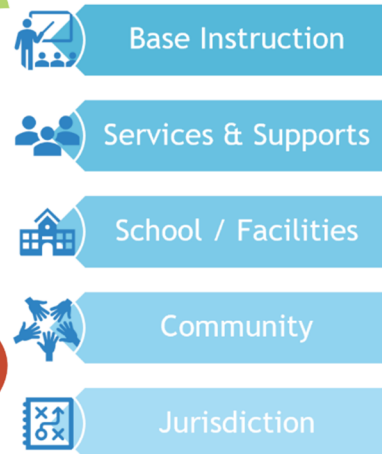 Base Instruction
Services & Supports
School / Facilities
Community
Jurisdiction